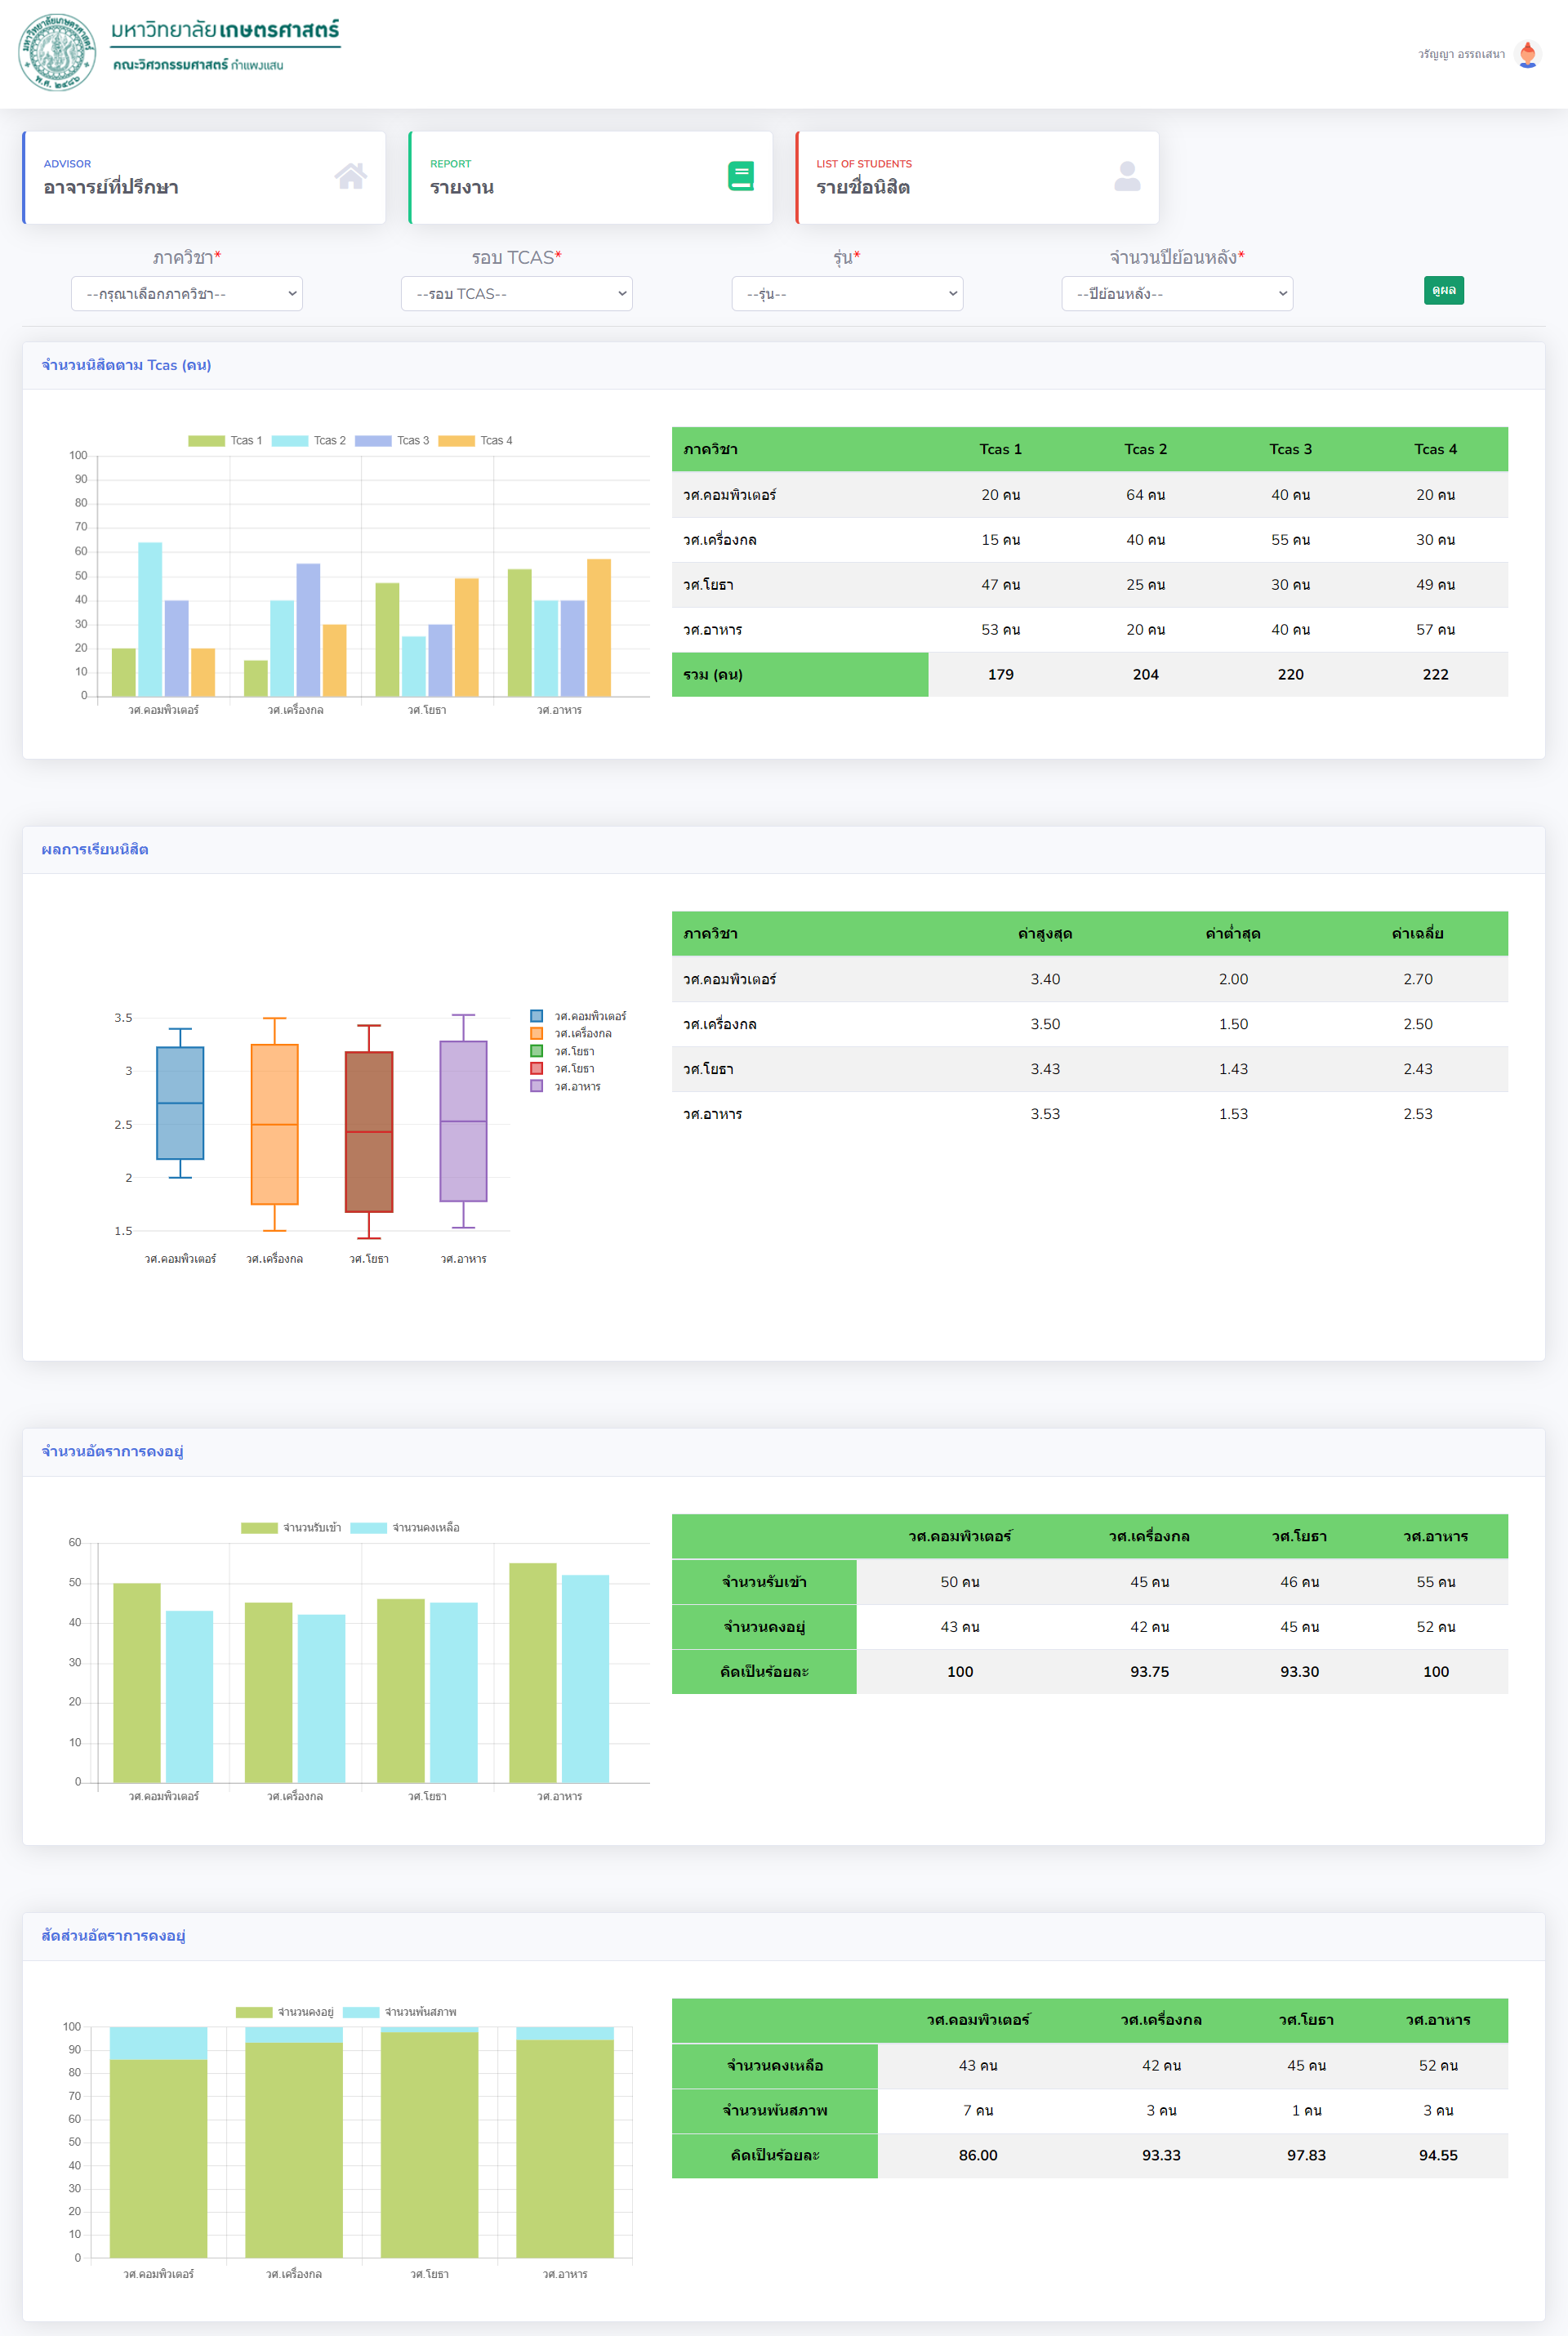 มหาวิทยาลัยเกษตรศาสตร์
คณะวิศวกรรมศาสตร์ กำแพงแสน
มหาวิทยาลัยเกษตรศาสตร์
พ.ศ. ๒๔๘๖
วรัญญา อรรถเสนา
ADVISOR
อาจารย์ที่ปรึกษา
REPORT
รายงาน
LIST OF STUDENTS
รายชื่อนิสิต
ภาควิชา* รอบ TCAS* รุ่น* จำนวนปีย้อนหลัง*
--กรุณาเลือกภาควิชา-- --รอบ TCAS-- --รุ่น-- --ปีย้อนหลัง-- ดูผล
จำนวนนิสิตตาม Tcas (คน)
Tcas 1 Tcas 2 Tcas 3 Tcas 4
100
90
80
70
60
50
40
30
20
10
0
วศ.คอมพิวเตอร์ วศ.เครื่องกล วศ.โยธา วศ.อาหาร
ภาควิชา Tcas 1 Tcas 2 Tcas 3 Tcas 4
วศ.คอมพิวเตอร์ 20 คน 64 คน 40 คน 20 คน
วศ.เครื่องกล 15 คน 40 คน 55 คน 30 คน
วศ.โยธา 47 คน 25 คน 30 คน 49 คน
วศ.อาหาร 53 คน 20 คน 40 คน 57 คน
รวม (คน) 179 204 220 222
ผลการเรียนนิสิต
3.5
3
2.5
2
1.5
วศ.คอมพิวเตอร์ วศ.เครื่องกล วศ.โยธา วศ.อาหาร
วศ.คอมพิวเตอร์
วศ.เครื่องกล
วศ.โยธา
วศ.โยธา
วศ.อาหาร
ภาควิชา ค่าสูงสุด ค่าต่ำสุด ค่าเฉลี่ย
วศ.คอมพิวเตอร์ 3.40 2.00 2.70
วศ.เครื่องกล 3.50 1.50 2.50
วศ.โยธา 3.43 1.43 2.43
วศ.อาหาร 3.53 1.53 2.53
จำนวนอัตราการคงอยู่
จำนวนรับเข้า จำนวนคงเหลือ
60
50
40
30
20
10
0
วศ.คอมพิวเตอร์ วศ.เครื่องกล วศ.โยธา วศ.อาหาร
วศ.คอมพิวเตอร์ วศ.เครื่องกล วศ.โยธา วศ.อาหาร
จำนวนรับเข้า 50 คน 45 คน 46 คน 55 คน
จำนวนคงอยู่ 43 คน 42 คน 45 คน 52 คน
คิดเป็นร้อยละ 100 93.75 93.30 100
สัดส่วนอัตราการคงอยู่
จำนวนคงอยู่ จำนวนพ้นสภาพ
100
90
80
70
60
50
40
30
20
10
0
วศ.คอมพิวเตอร์ วศ.เครื่องกล วศ.โยธา วศ.อาหาร
วศ.คอมพิวเตอร์ วศ.เครื่องกล วศ.โยธา วศ.อาหาร
จำนวนคงเหลือ 43 คน 42 คน 45 คน 52 คน
จำนวนพ้นสภาพ 7 คน 3 คน 1 คน 3 คน
คิดเป็นร้อยละ 86.00 93.33 97.83 94.55